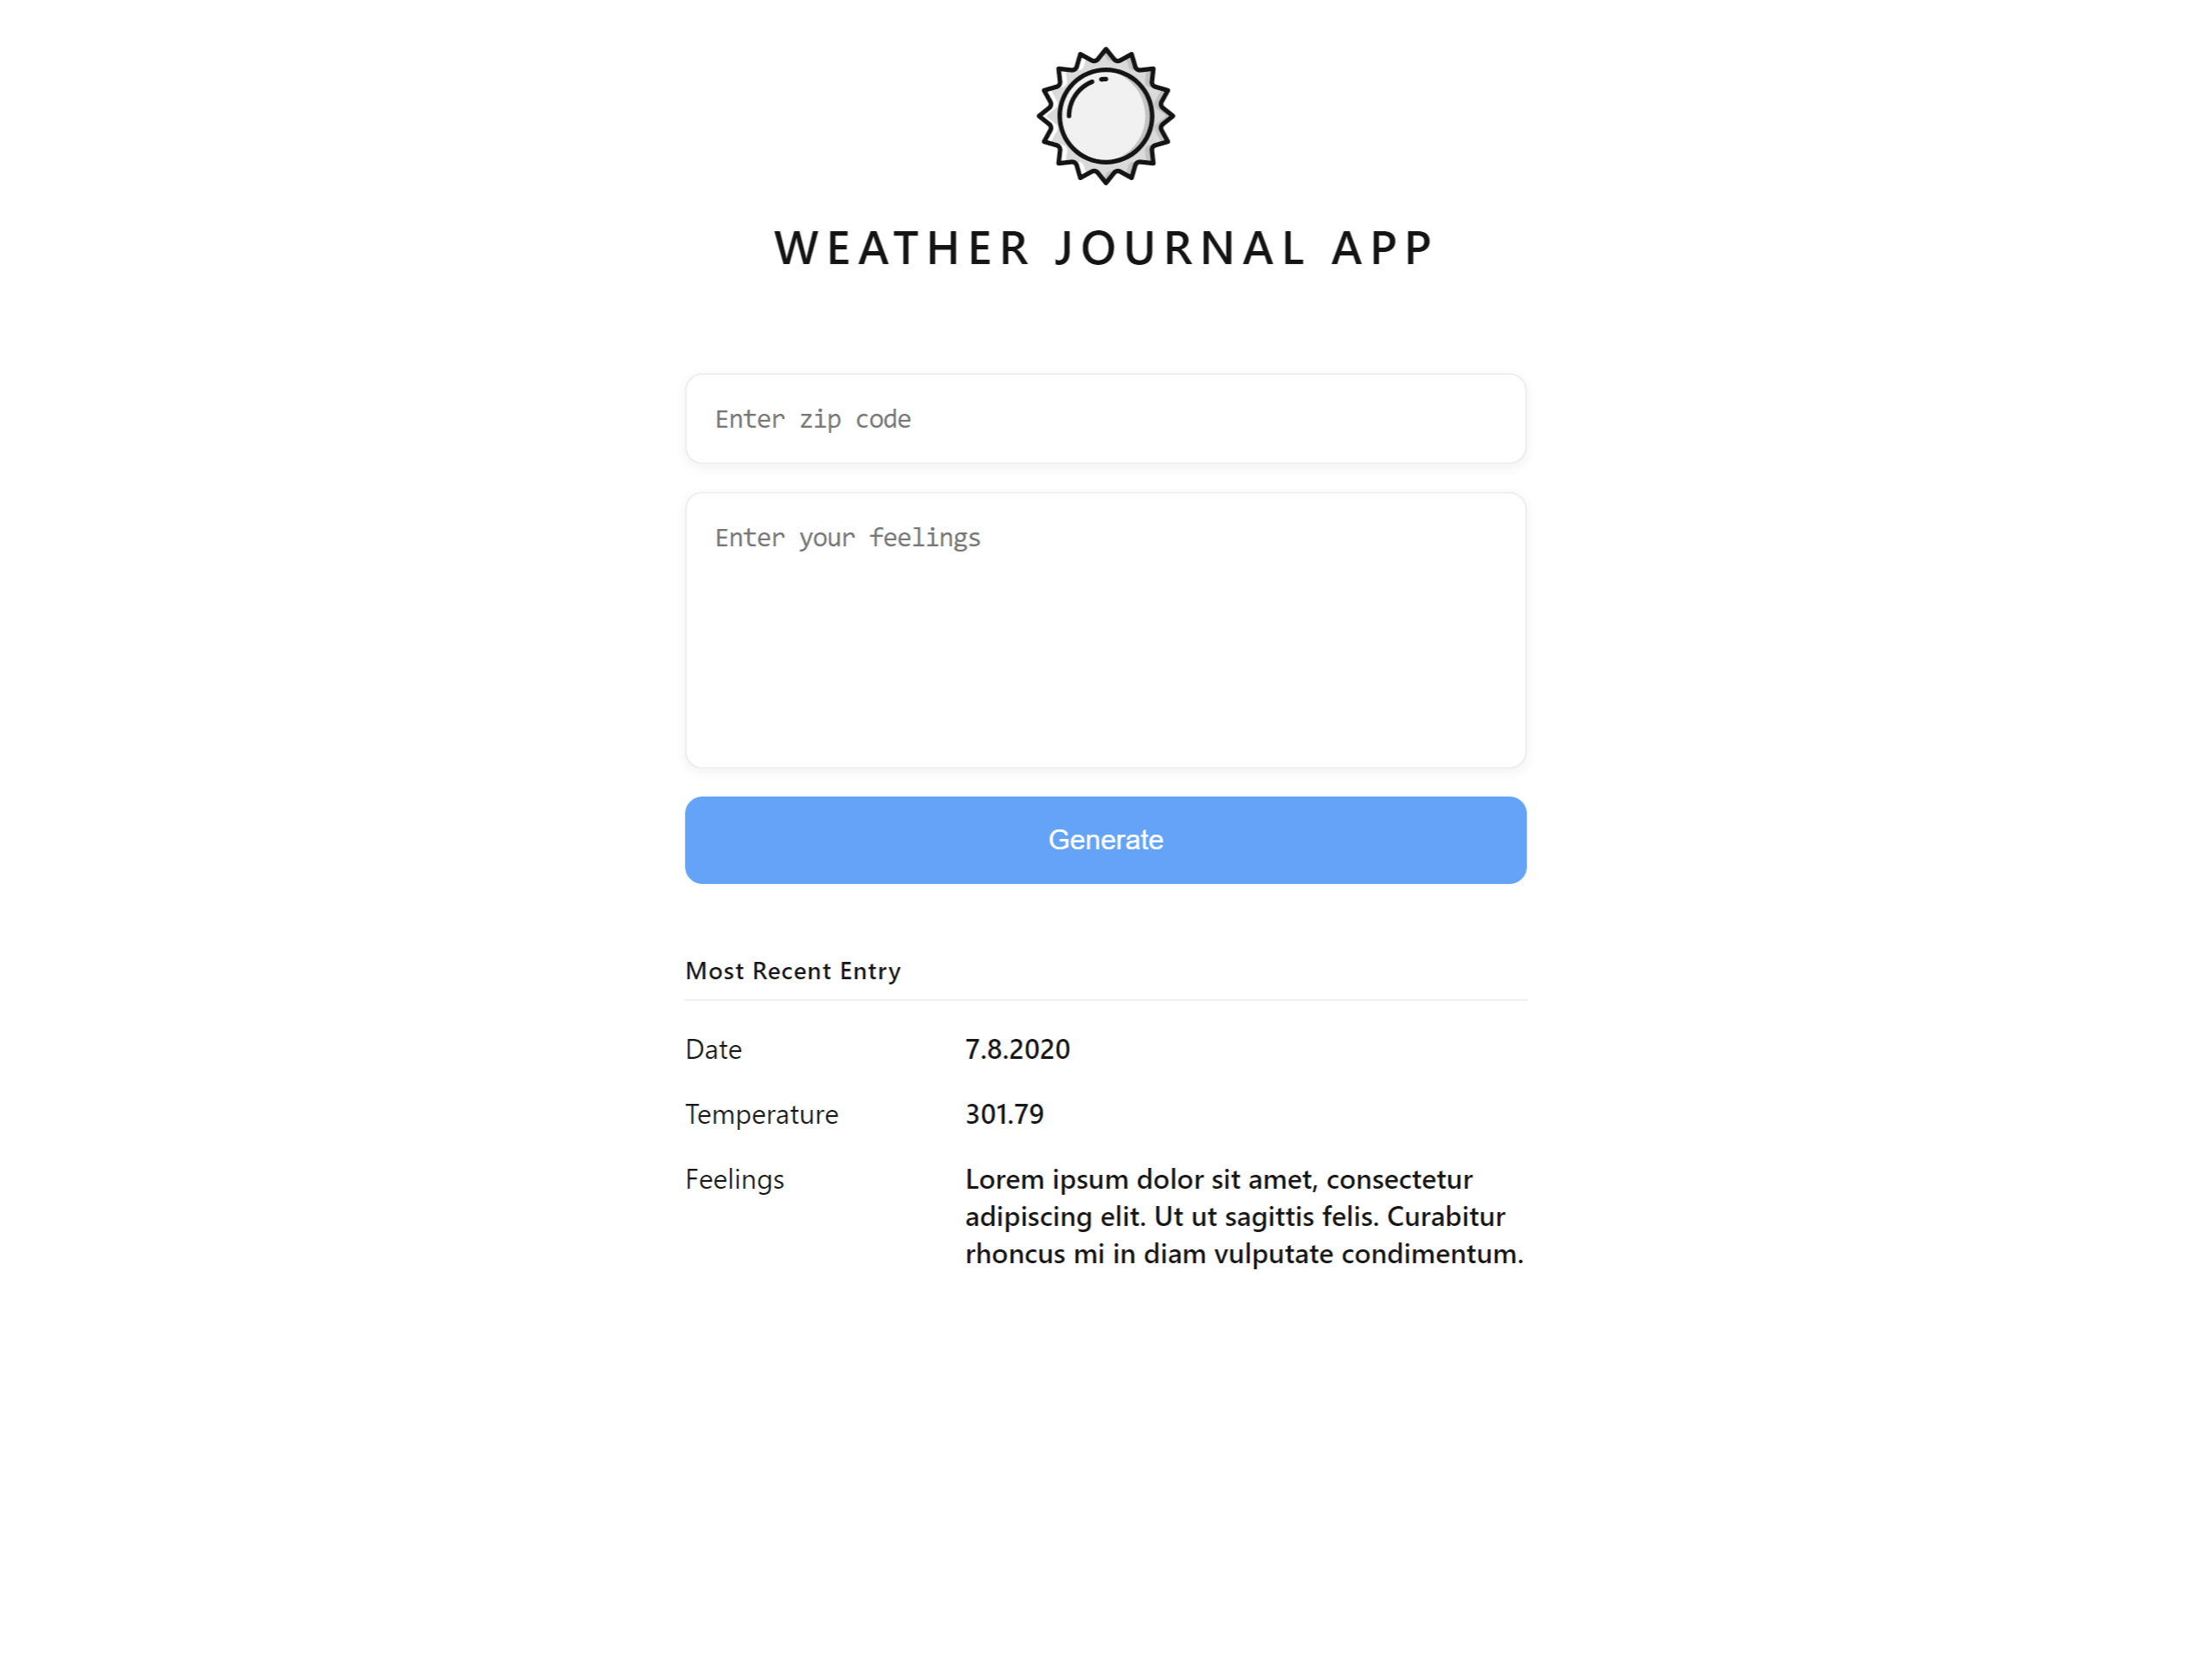 WEATHER JOURNAL APP
Enter zip code
Enter your feelings
Generate
Most Recent Entry
Date 7.8.2020
Temperature 301.79
Feelings Lorem ipsum dolor sit amet, consectetur
adipiscing elit. Ut ut sagittis felis. Curabitur
rhoncus mi in diam vulputate condimentum.